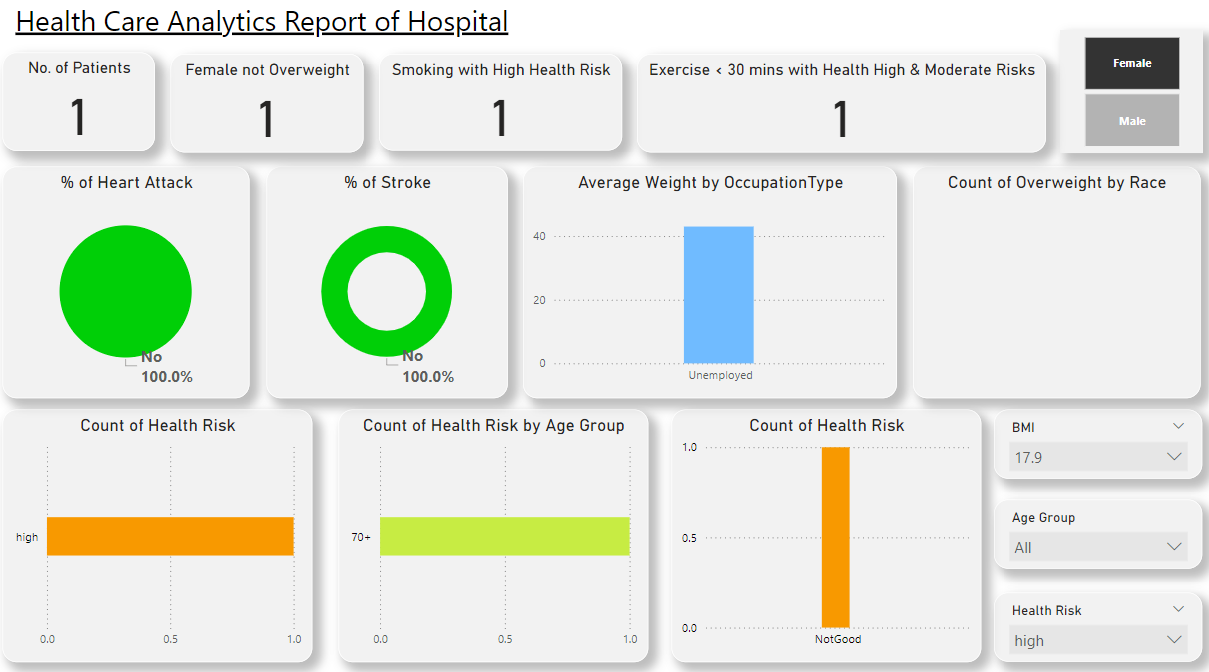 Health Care Analytics Report of Hospital
No. of Patients
1
Female not Overweight
1
Smoking with High Health Risk
1
Exercise < 30 mins with Health High & Moderate Risks
1
Female
Male
% of Heart Attack
No
100.0%
% of Stroke
No
100.0%
Average Weight by OccupationType
40
20
0
Unemployed
Count of Overweight by Race
Count of Health Risk
high
0.0 0.5 1.0
Count of Health Risk by Age Group
70+
0.0 0.5 1.0
Count of Health Risk
1.0
0.5
0.0
NotGood
BMI
17.9
Age Group
All
Health Risk
high